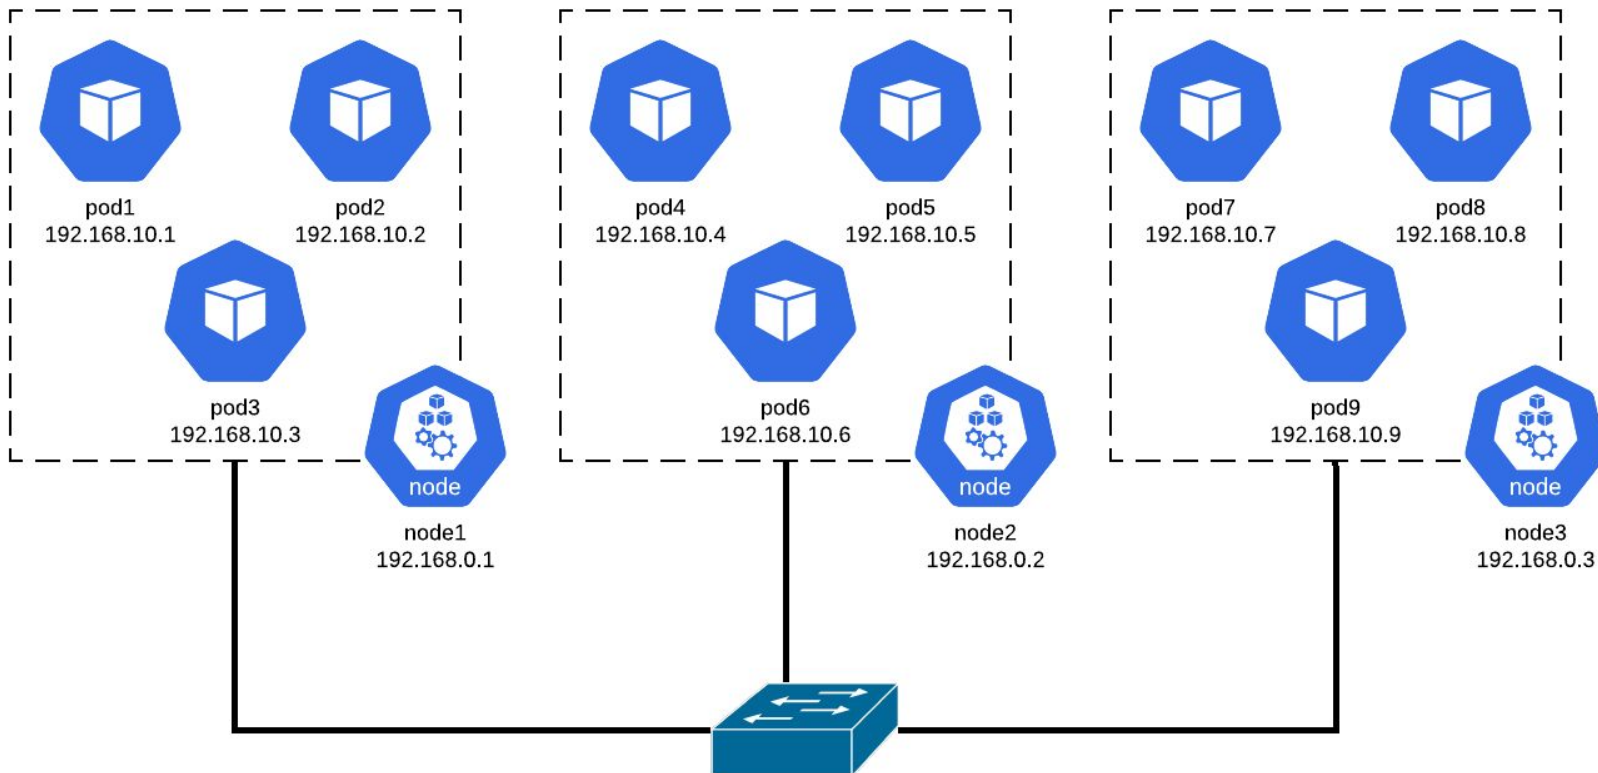 pod1
192.168.10.1
pod2
192.168.10.2
pod3
192.168.10.3
node
node1
192.168.0.1
pod4
192.168.10.4
pod5
192.168.10.5
pod6
192.168.10.6
node
node2
192.168.0.2
pod7
192.168.10.7
pod8
192.168.10.8
pod9
192.168.10.9
node
node3
192.168.0.3